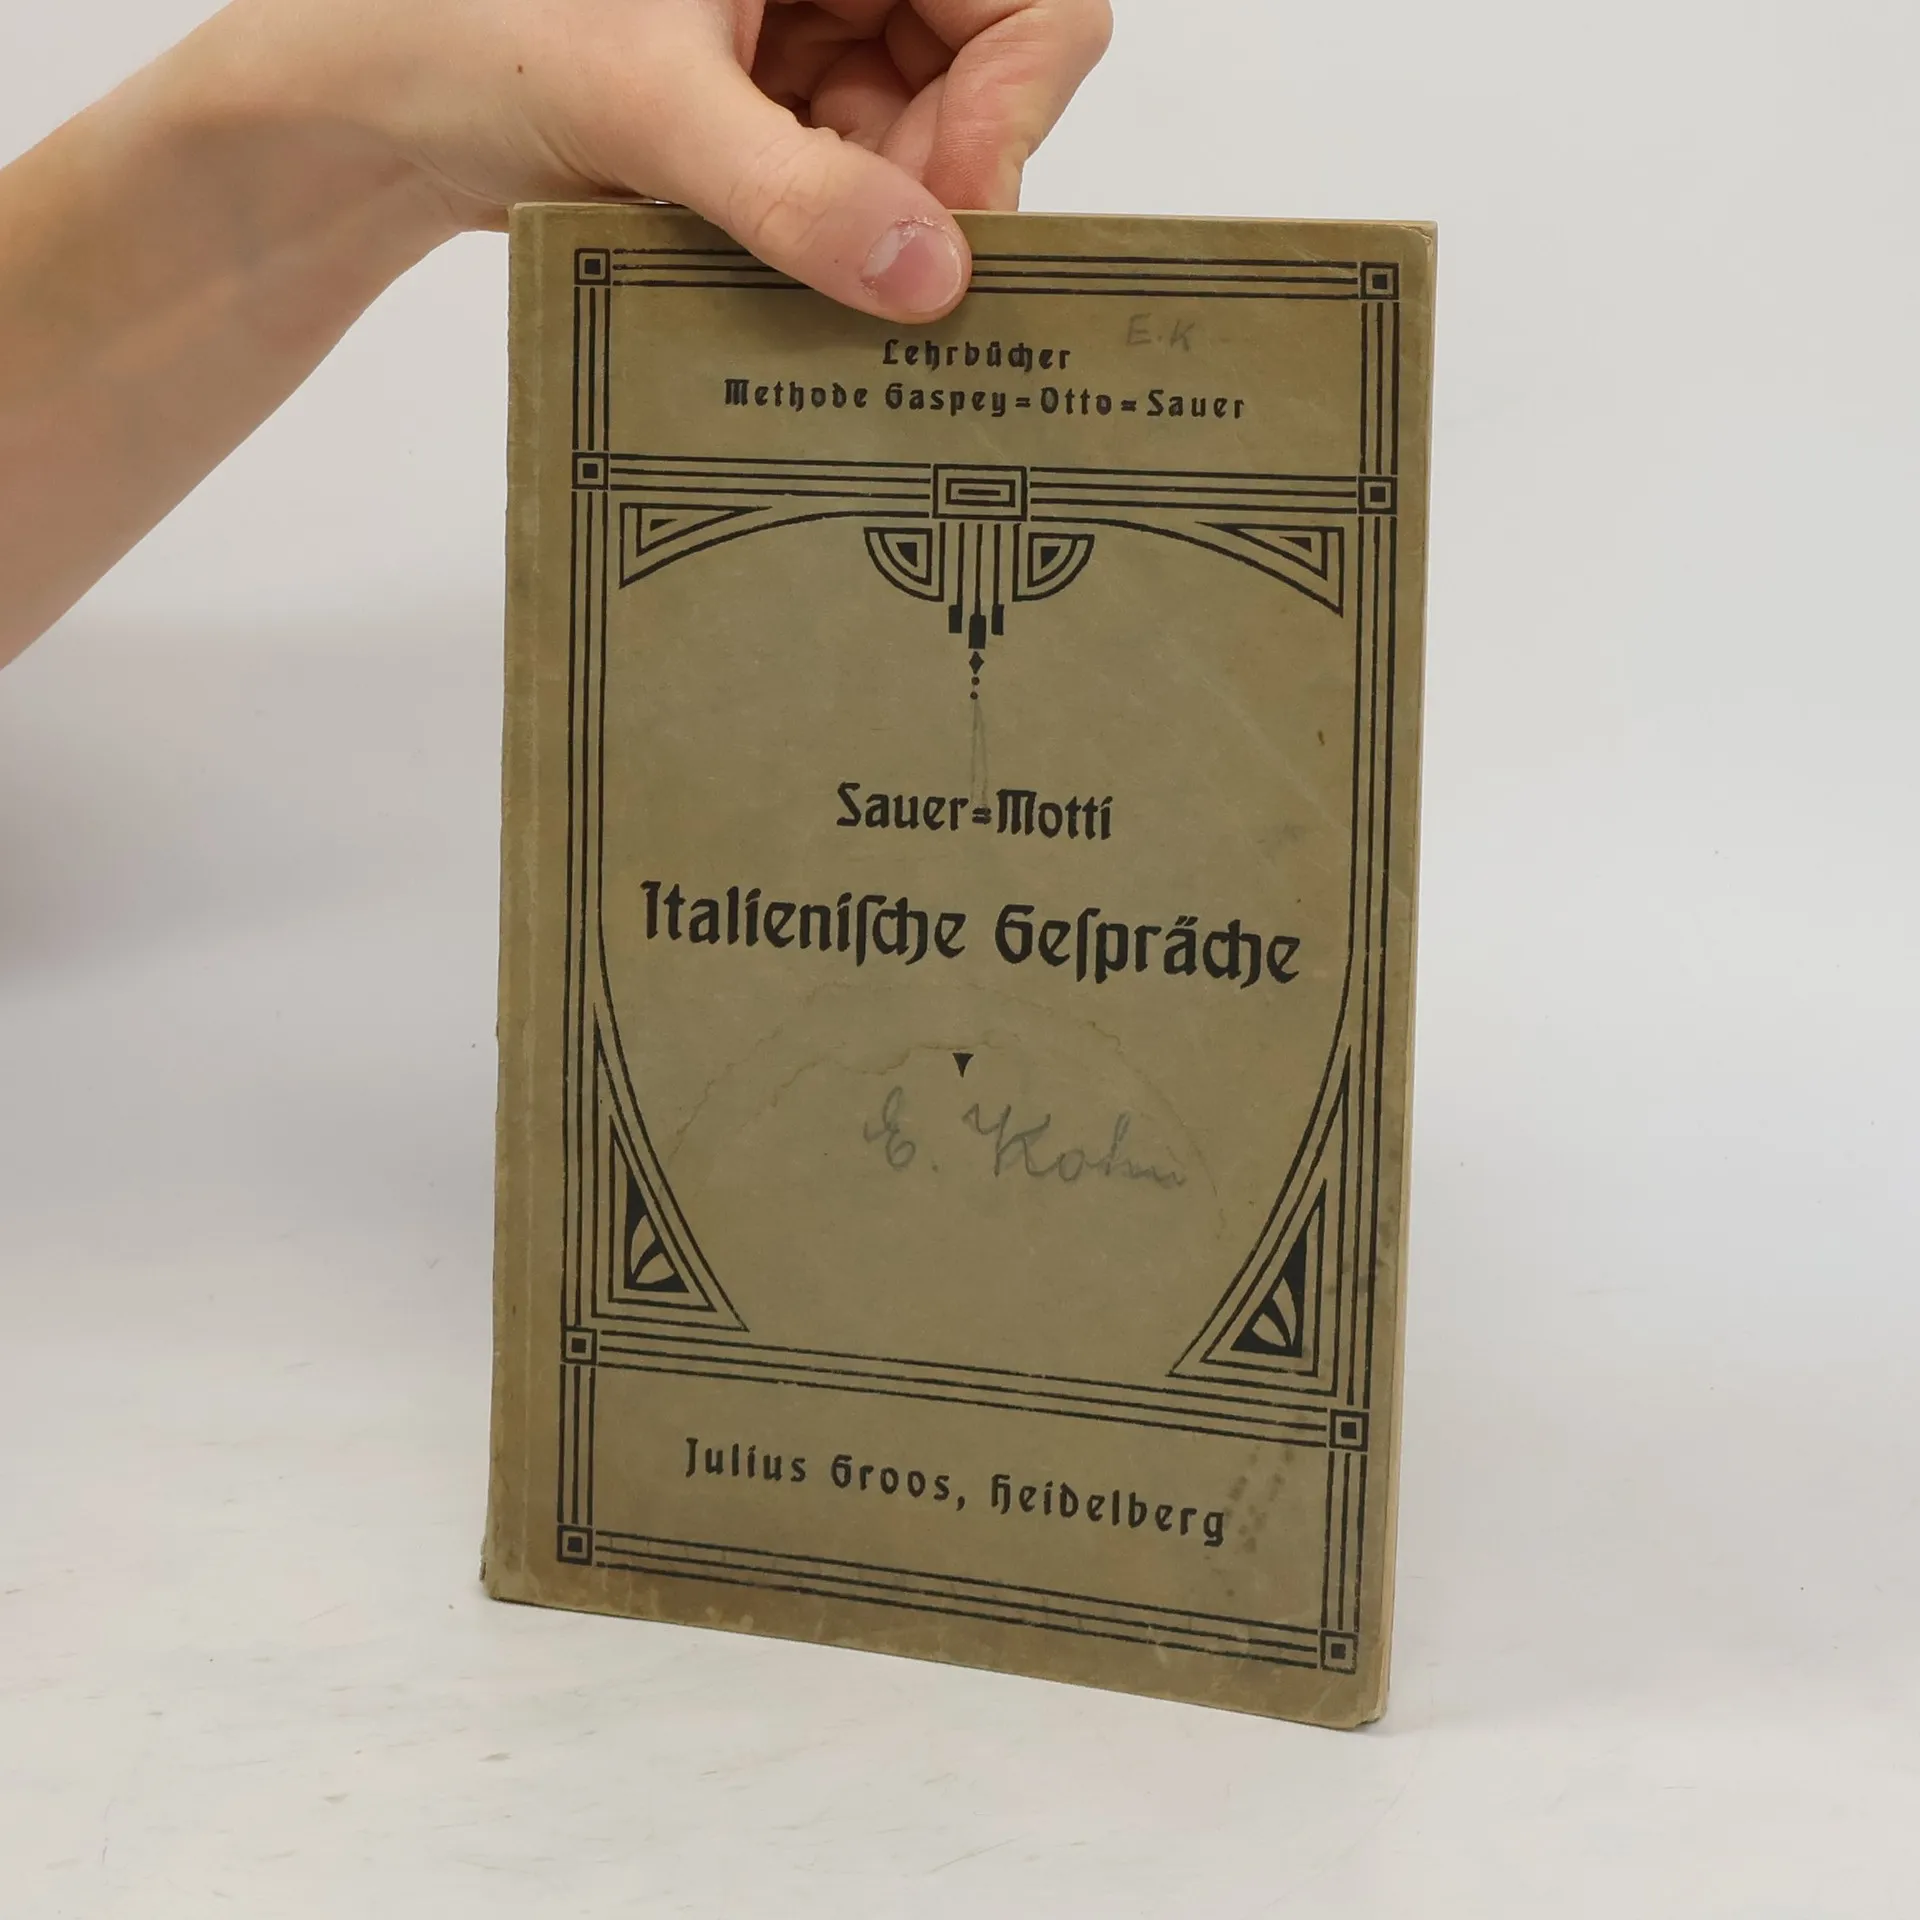 E.K
Lehrbücher
Methode Gaspey=Otto=Sauer
Sauer=Motti
Italieniſche Geſpräche
E. Kohn
Julius Groos, Heidelberg